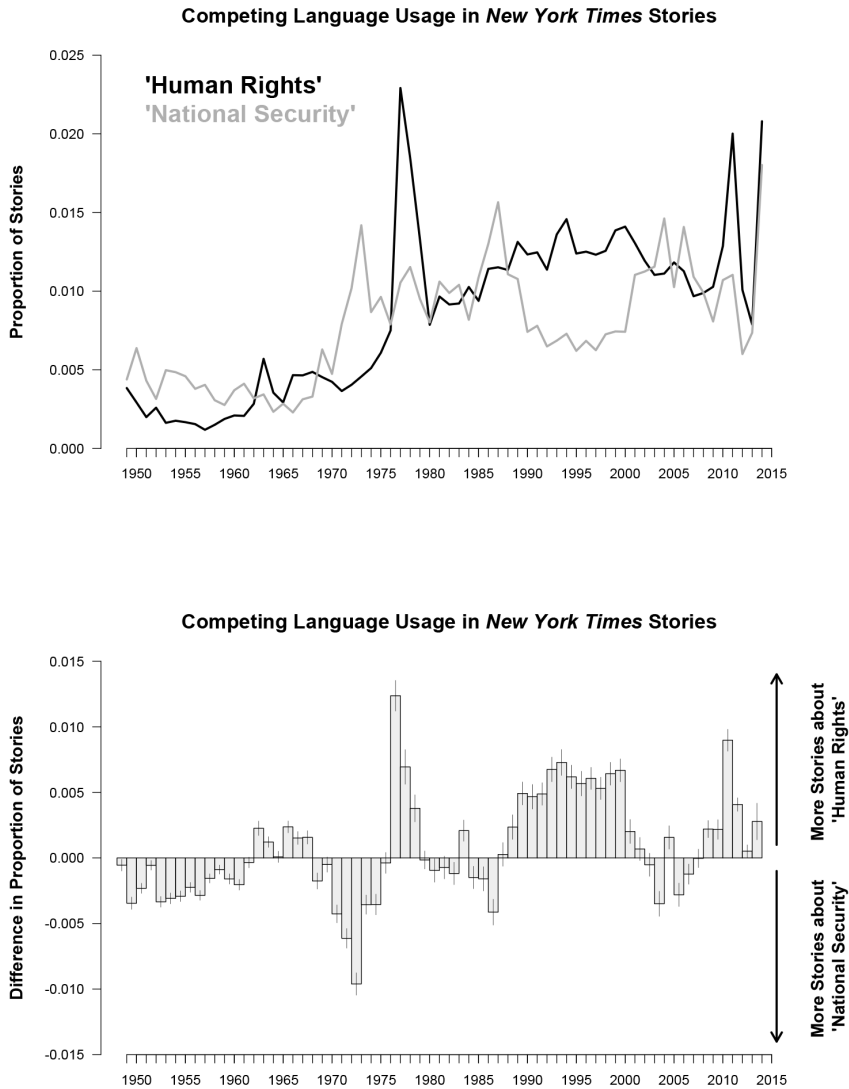 Competing Language Usage in New York Times Stories
0.025
0.020
0.015
0.010
0.005
0.000
Proportion of Stories
'Human Rights'
'National Security'
1950 1955 1960 1965 1970 1975 1980 1985 1990 1995 2000 2005 2010 2015
Competing Language Usage in New York Times Stories
0.015
0.010
0.005
0.000
-0.005
-0.010
-0.015
Difference in Proportion of Stories
More Stories about
'Human Rights'
More Stories about
'National Security'
1950 1955 1960 1965 1970 1975 1980 1985 1990 1995 2000 2005 2010 2015